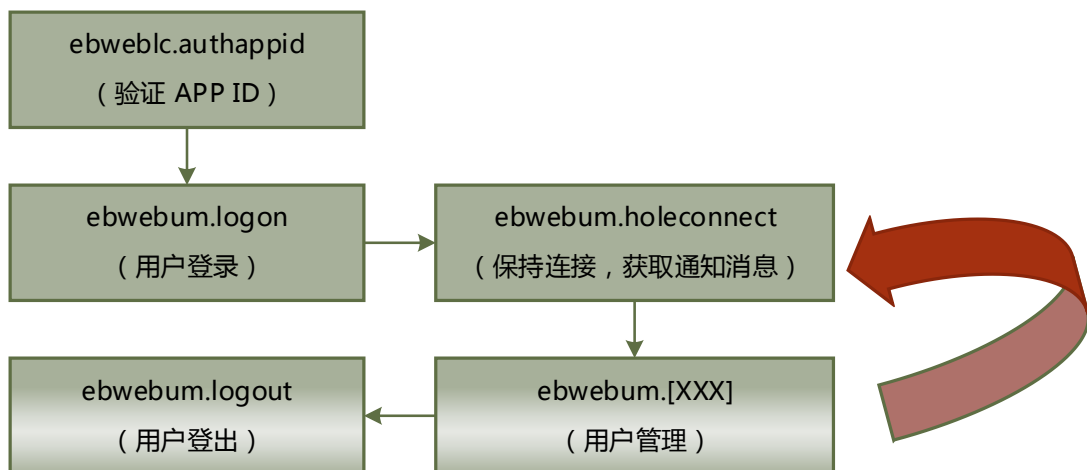 ebweblc.authappid
（验证 APP ID）
ebwebum.logon
（用户登录）
ebwebum.holeconnect
（保持连接，获取通知消息）
ebwebum.logout
（用户登出）
ebwebum.[XXX]
（用户管理）